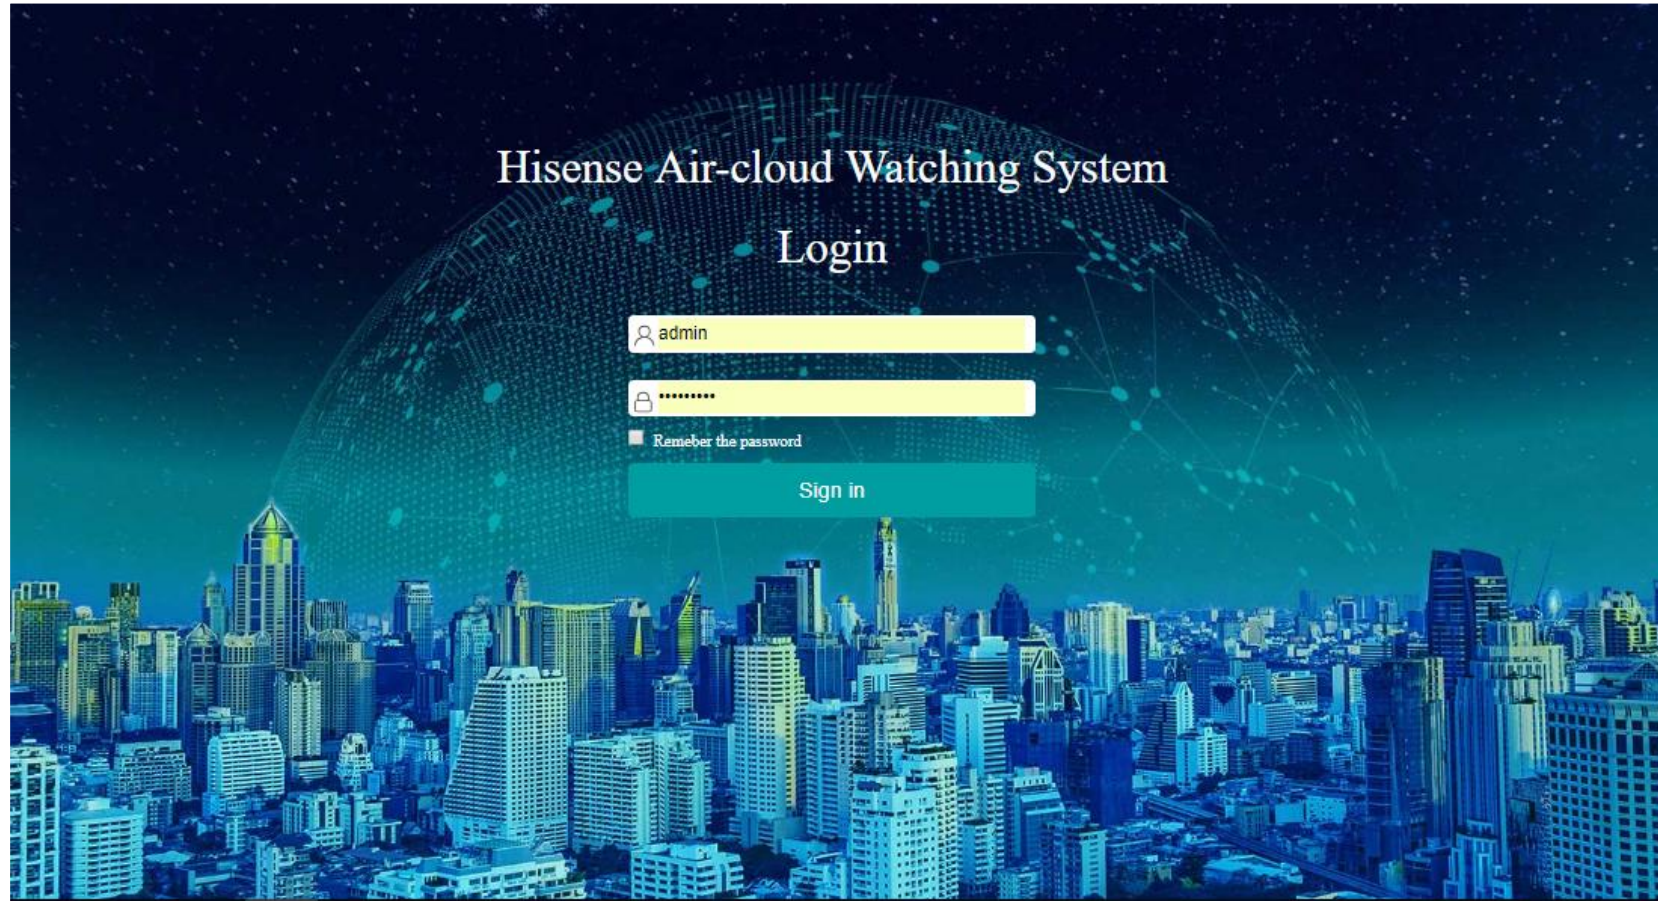 Hisense Air-cloud Watching System
Login
admin
•••••••••
Remeber the password
Sign in